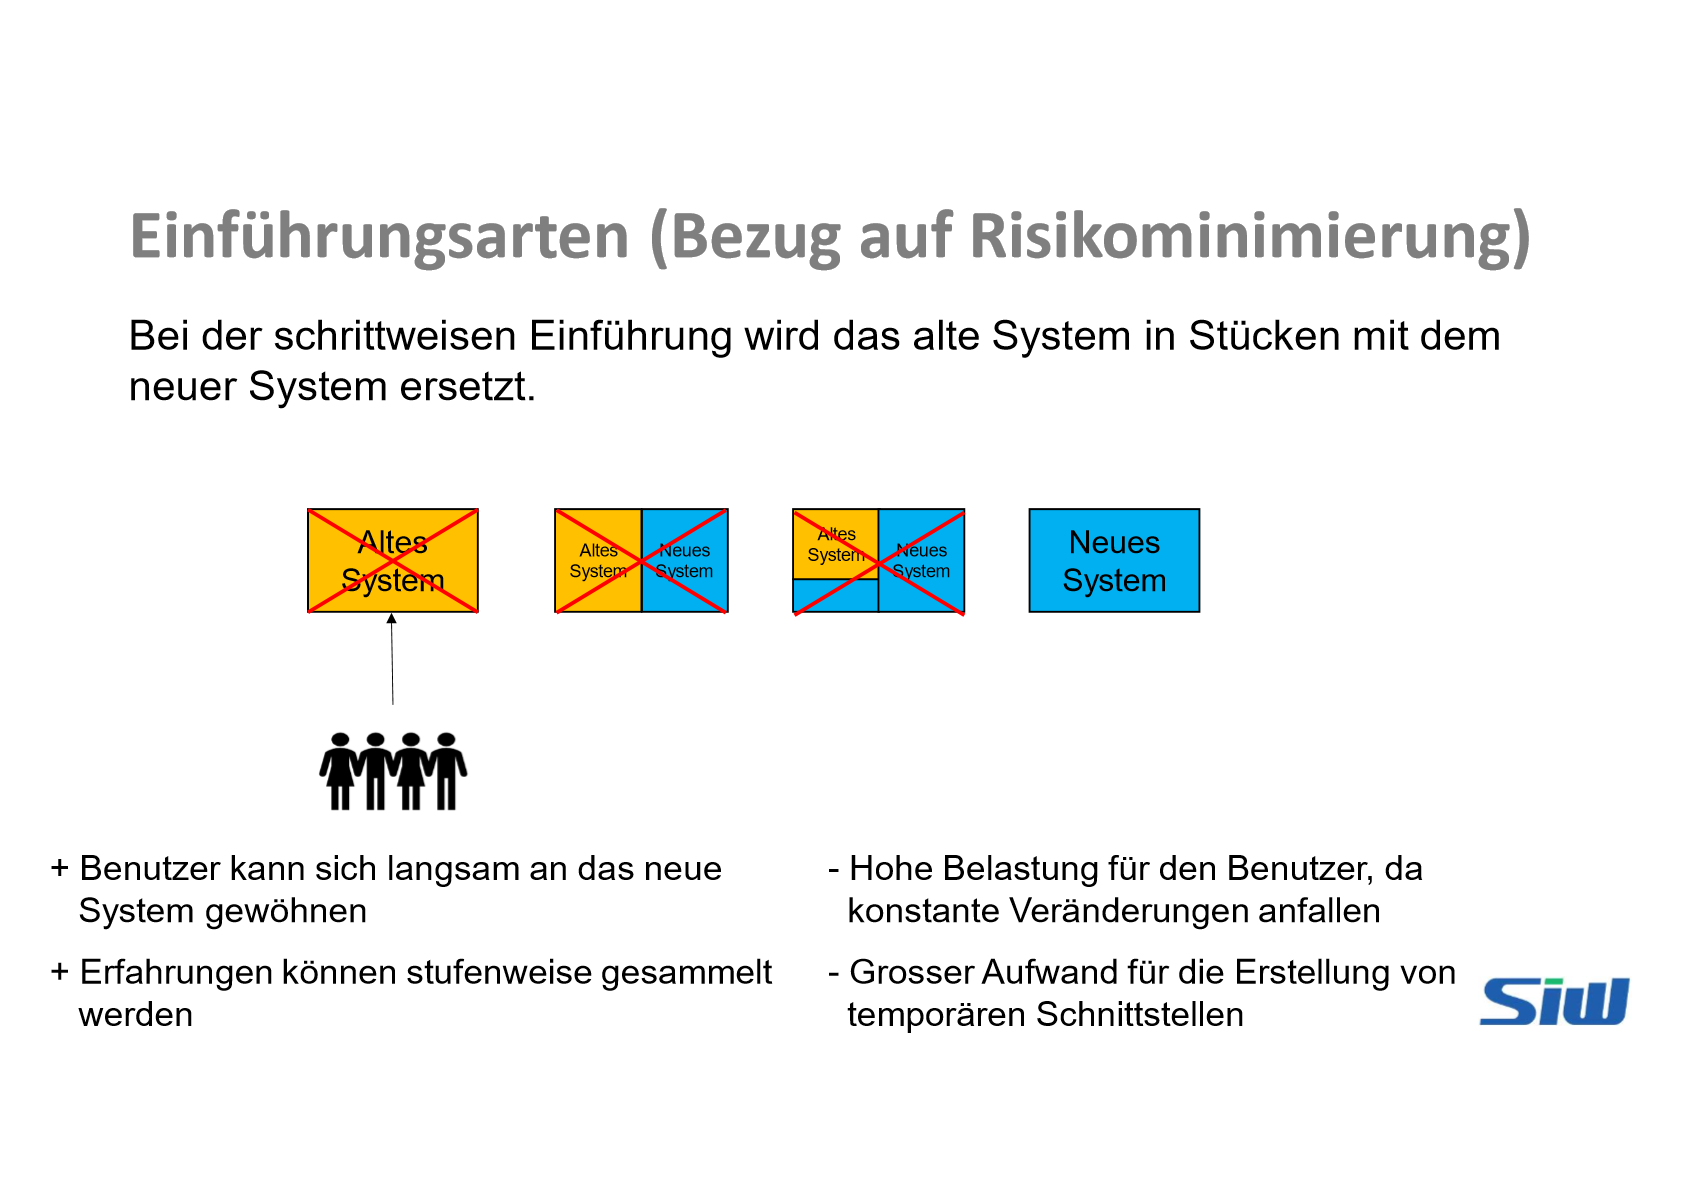 Einführungsarten (Bezug auf Risikominimierung)
Bei der schrittweisen Einführung wird das alte System in Stücken mit dem
neuer System ersetzt.
Altes
System
Altes
System
Neues
System
Altes
System
Neues
System
Neues
System
+ Benutzer kann sich langsam an das neue
System gewöhnen
+ Erfahrungen können stufenweise gesammelt
werden
- Hohe Belastung für den Benutzer, da
konstante Veränderungen anfallen
- Grosser Aufwand für die Erstellung von
temporären Schnittstellen
Siw